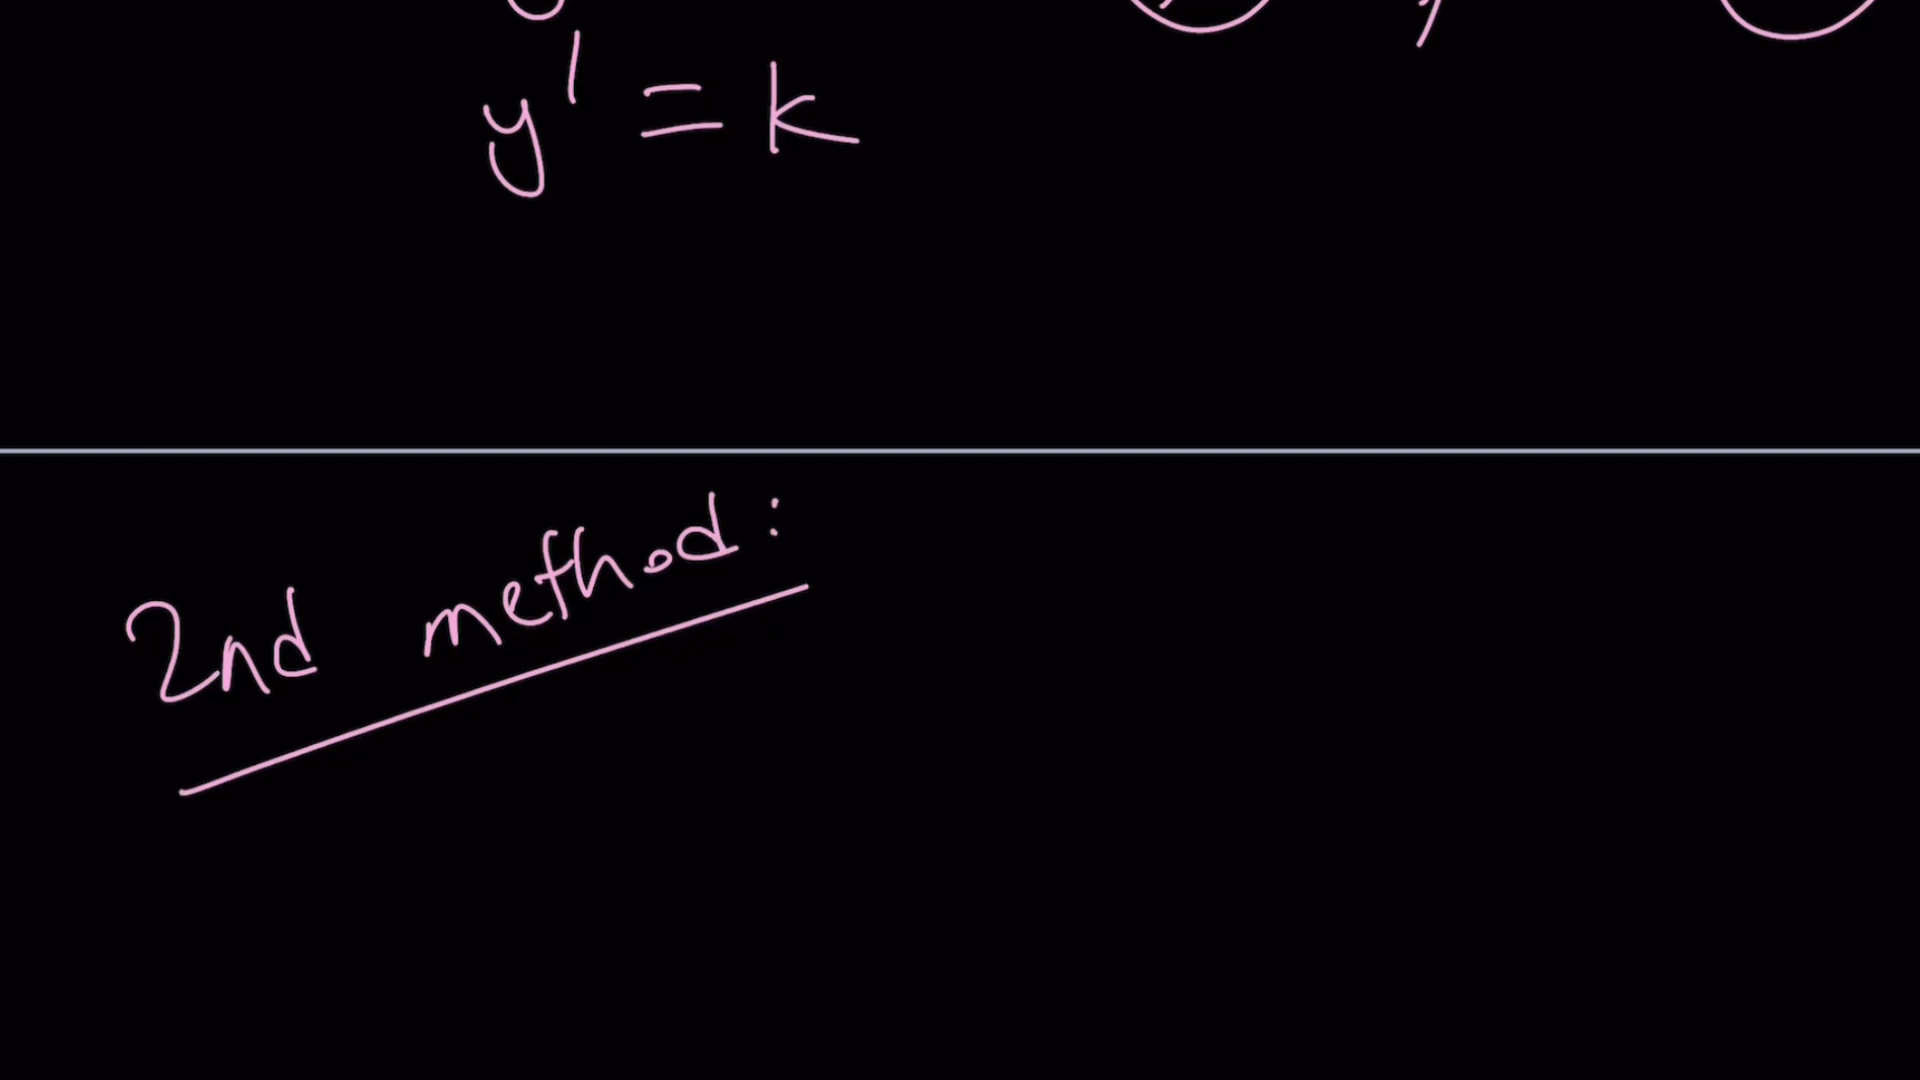 y' = k
2nd method: